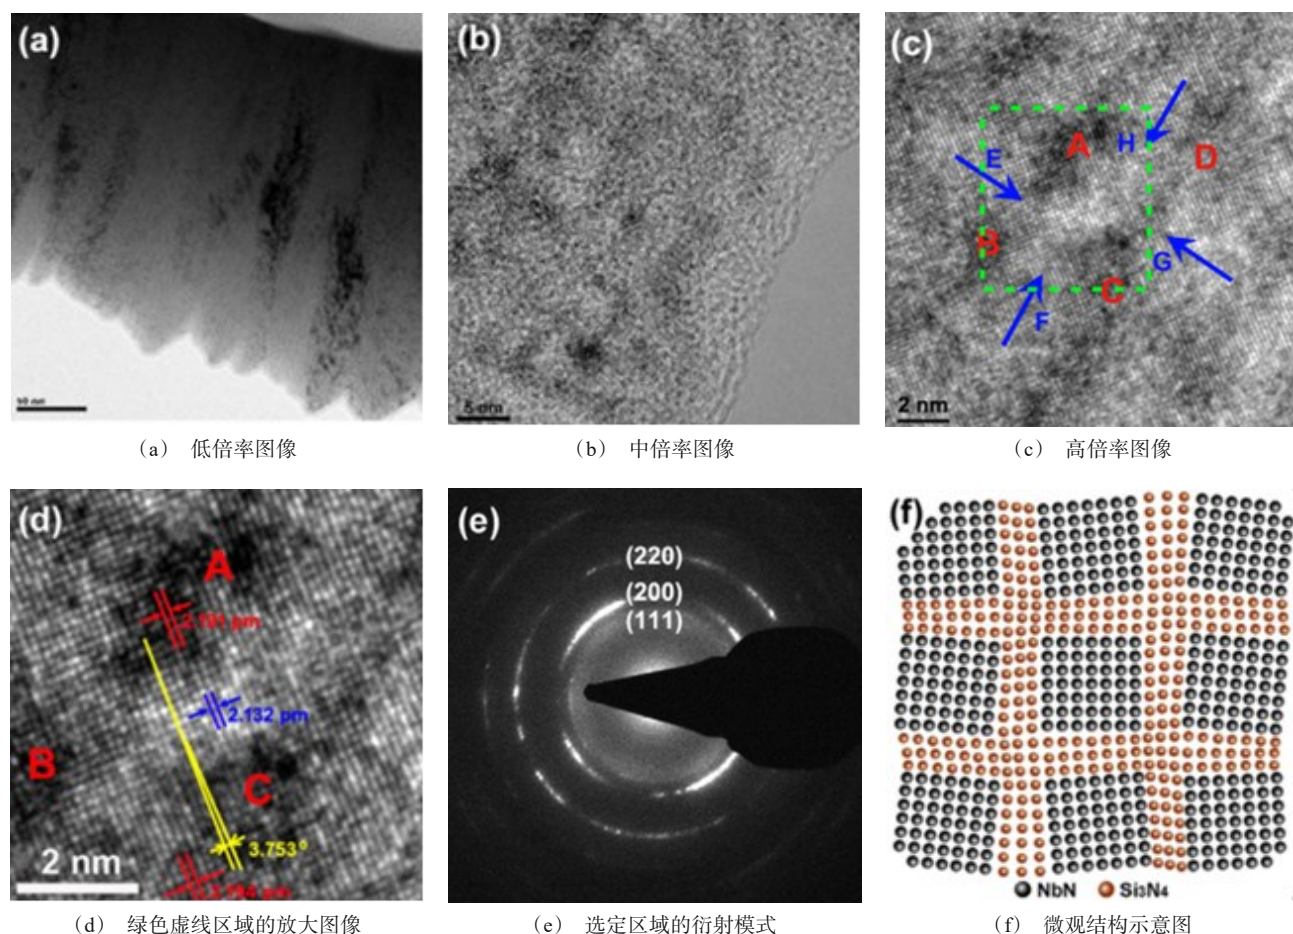 (a)
(b)
(c)
A
H
D
E
B
G
C
F
5 nm
2 nm
(a) 低倍率图像
(b) 中倍率图像
(c) 高倍率图像
(d)
A
2.132 pm
B
C
3.753°
2 nm
(e)
(220)
(200)
(111)
(f)
NbN
Si3N4
(d) 绿色虚线区域的放大图像
(e) 选定区域的衍射模式
(f) 微观结构示意图